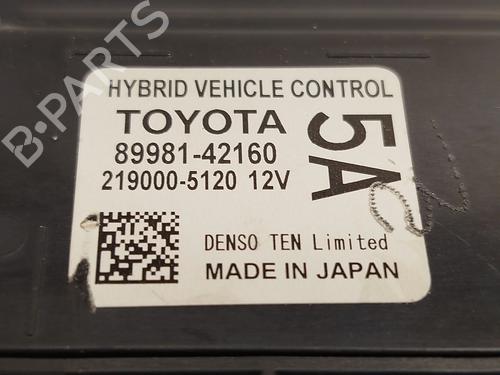 B-PARTS
HYBRID VEHICLE CONTROL
TOYOTA
89981-42160
219000-5120 12V
5A
DENSO TEN Limited
MADE IN JAPAN